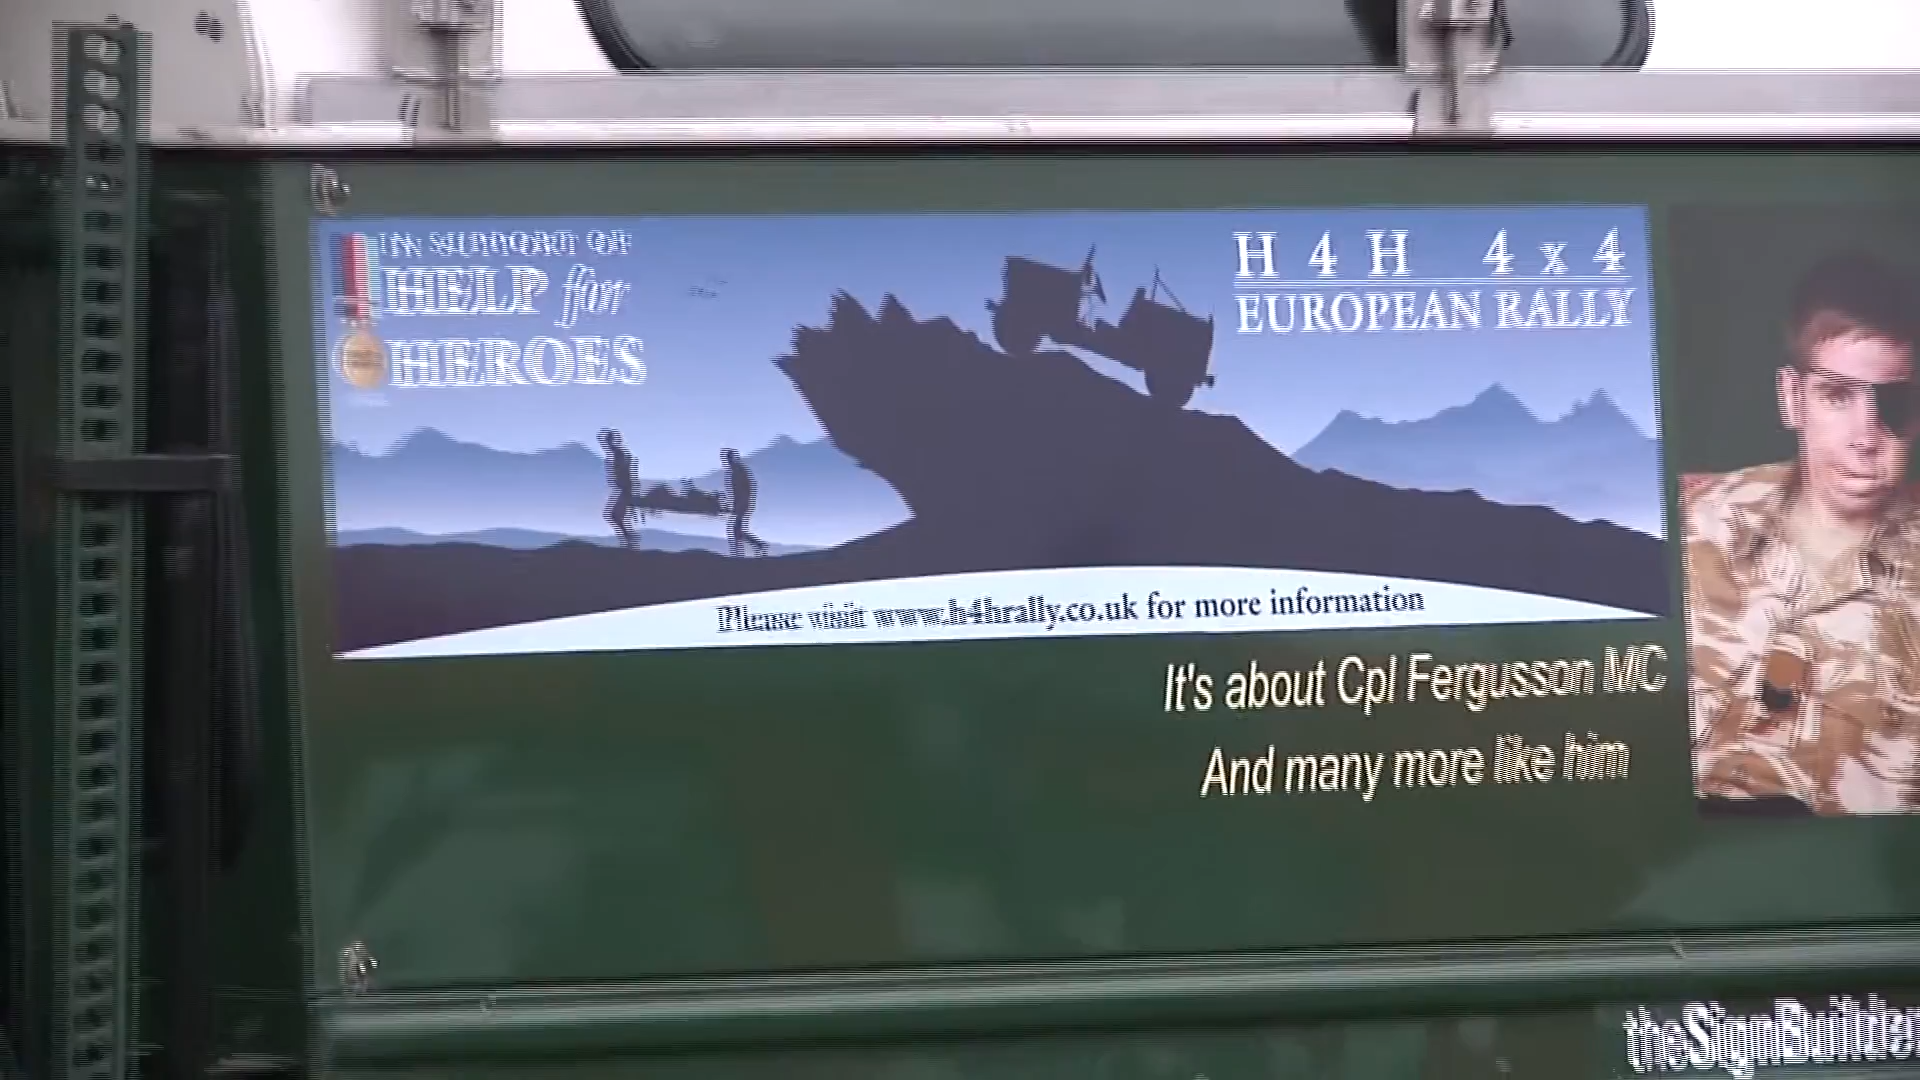 IN SUPPORT OF
HELP for
HEROES
H4H 4x4
EUROPEAN RALLY
Please visit www.h4hrally.co.uk for more information
It's about Cpl Fergusson MC
And many more like him
theSignBuilder